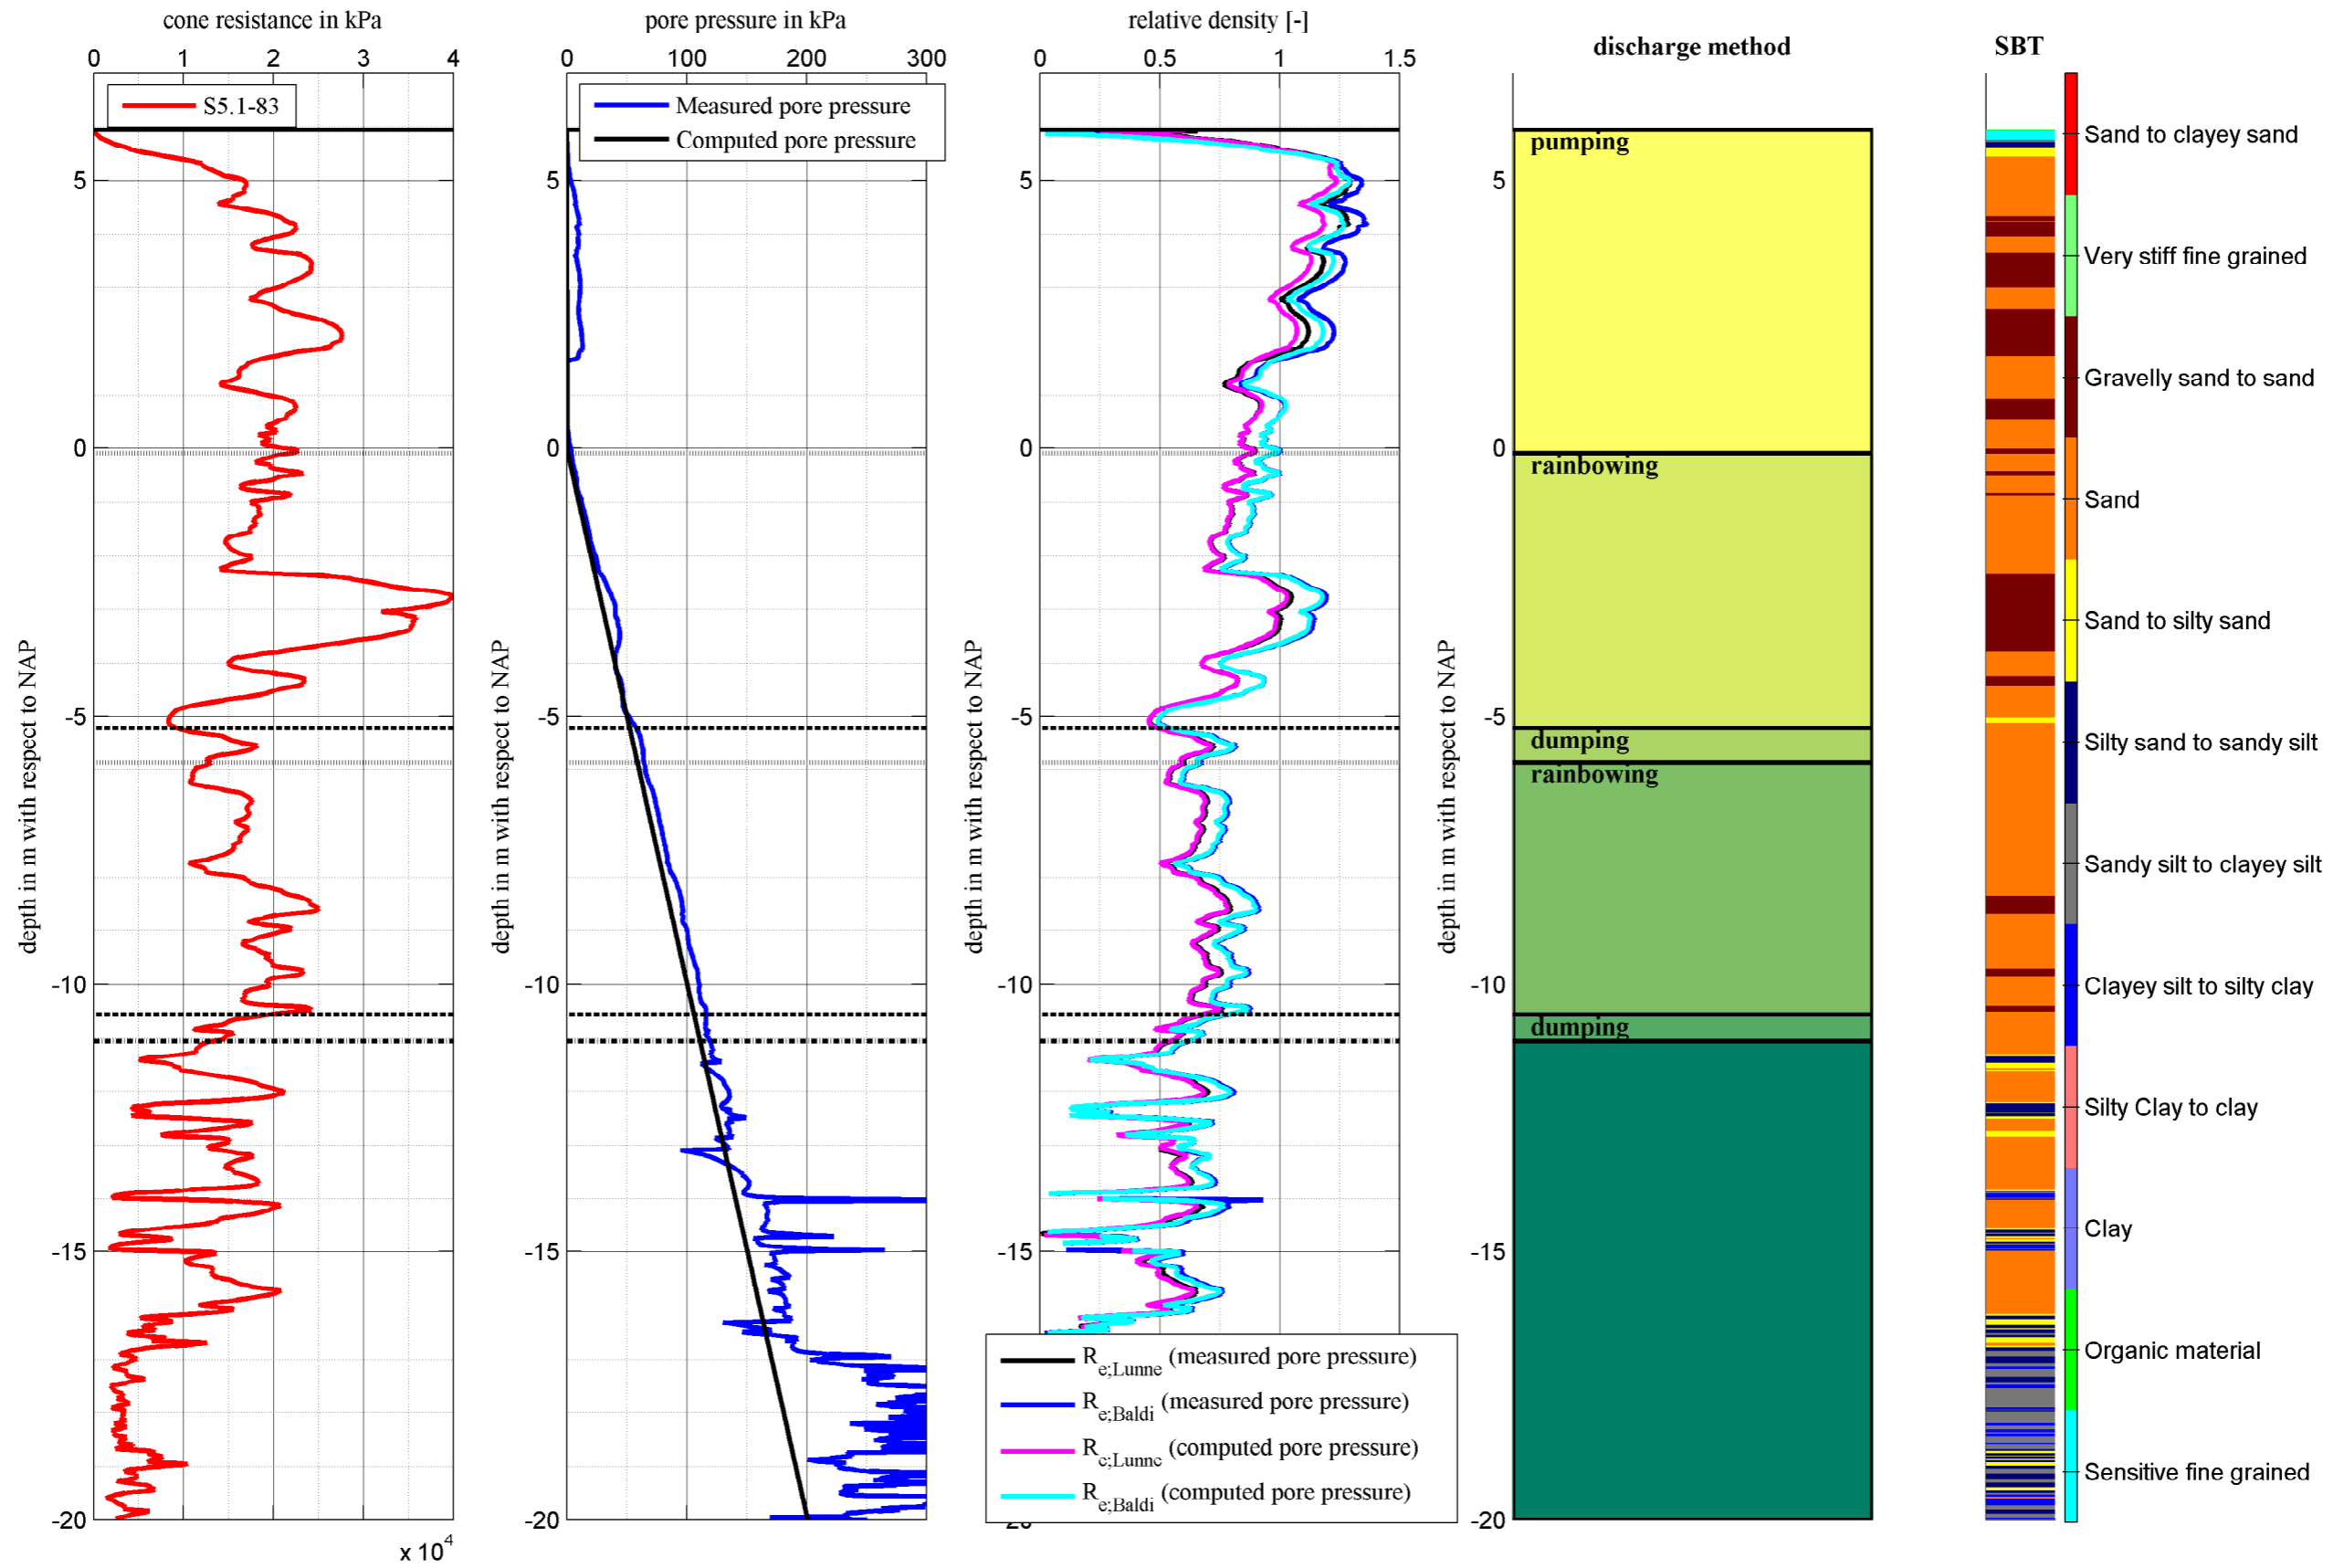 cone resistance in kPa
0 1 2 3 4
S5.1-83
5
0
-5
-10
-15
-20
depth in m with respect to NAP
x 10^4
pore pressure in kPa
0 100 200 300
Measured pore pressure
Computed pore pressure
5
0
-5
-10
-15
-20
depth in m with respect to NAP
relative density [-]
0 0.5 1 1.5
5
0
-5
-10
-15
depth in m with respect to NAP
R_e;Lunne (measured pore pressure)
R_e;Baldi (measured pore pressure)
R_e;Lunne (computed pore pressure)
R_e;Baldi (computed pore pressure)
discharge method
5
0
-5
-10
-15
-20
depth in m with respect to NAP
pumping
rainbowing
dumping
rainbowing
dumping
SBT
Sand to clayey sand
Very stiff fine grained
Gravelly sand to sand
Sand
Sand to silty sand
Silty sand to sandy silt
Sandy silt to clayey silt
Clayey silt to silty clay
Silty Clay to clay
Clay
Organic material
Sensitive fine grained